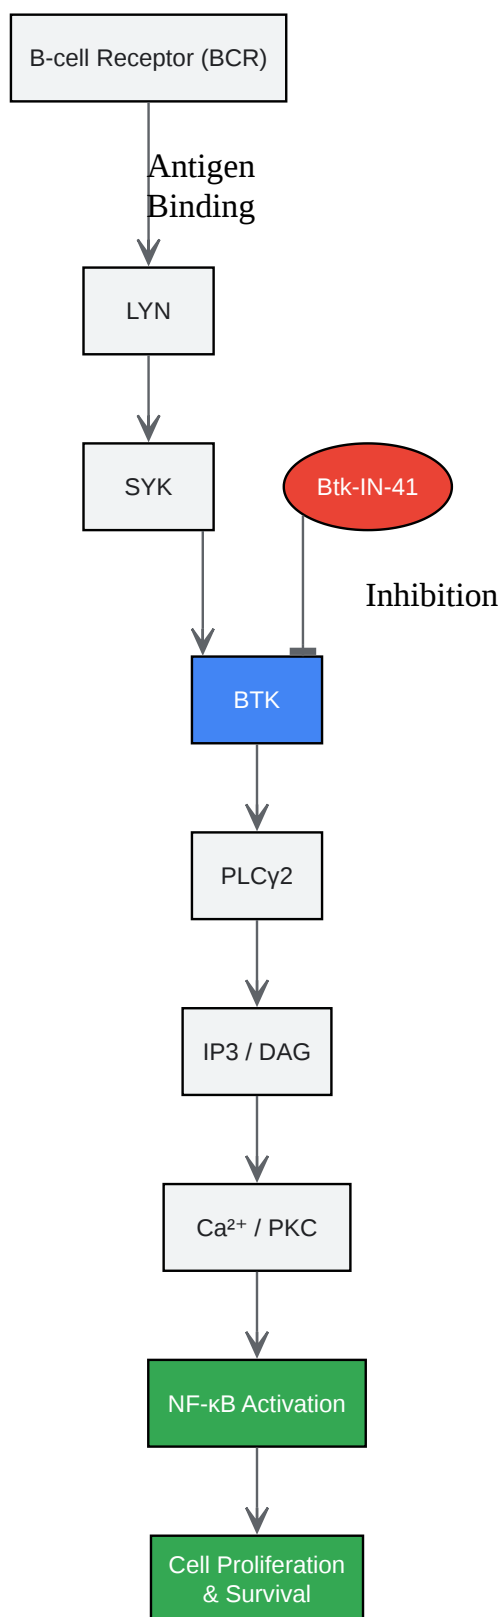 B-cell Receptor (BCR)
Antigen
Binding
LYN
SYK
Btk-IN-41
Inhibition
BTK
PLCγ2
IP3 / DAG
Ca²⁺ / PKC
NF-κB Activation
Cell Proliferation
& Survival